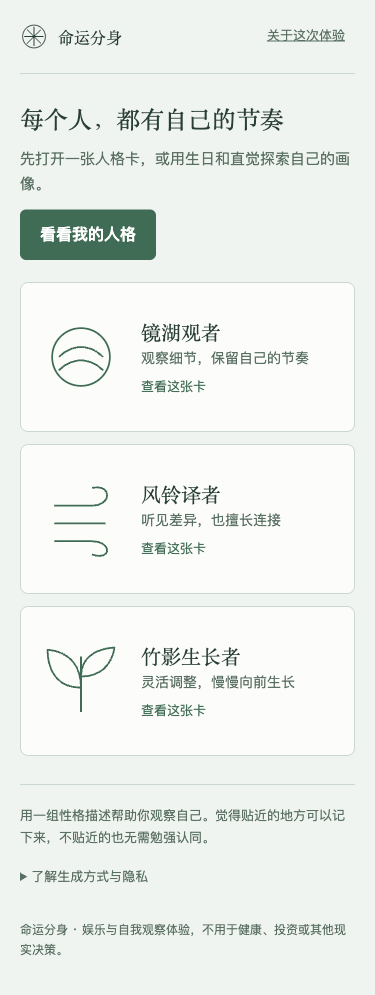 命运分身
关于这次体验
每个人，都有自己的节奏
先打开一张人格卡，或用生日和直觉探索自己的画
像。
看看我的人格
镜湖观者
观察细节，保留自己的节奏
查看这张卡
风铃译者
听见差异，也擅长连接
查看这张卡
竹影生长者
灵活调整，慢慢向前生长
查看这张卡
用一组性格描述帮助你观察自己。觉得贴近的地方可以记
下来，不贴近的也无需勉强认同。
了解生成方式与隐私
命运分身 · 娱乐与自我观察体验，不用于健康、投资或其他现
实决策。